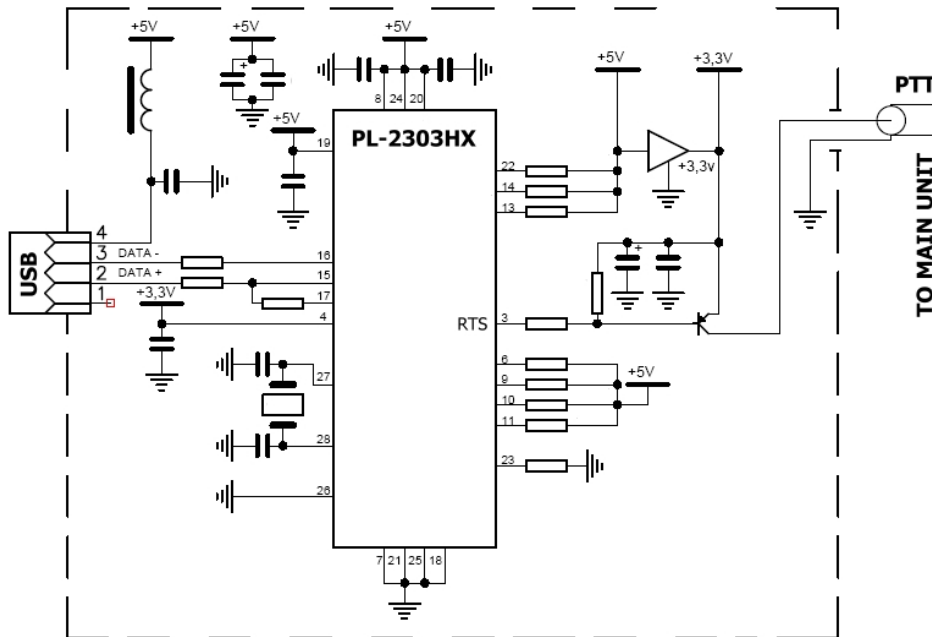 +5V
+5V
+5V
+5V
+3,3V
PTT
8
24
20
+5V
19
PL-2303HX
22
14
13
+3,3v
USB
4
3
2
1
DATA -
DATA +
+3,3V
16
15
17
4
RTS
3
TO MAIN UNIT
27
28
26
6
9
10
11
+5V
23
7
21
25
18